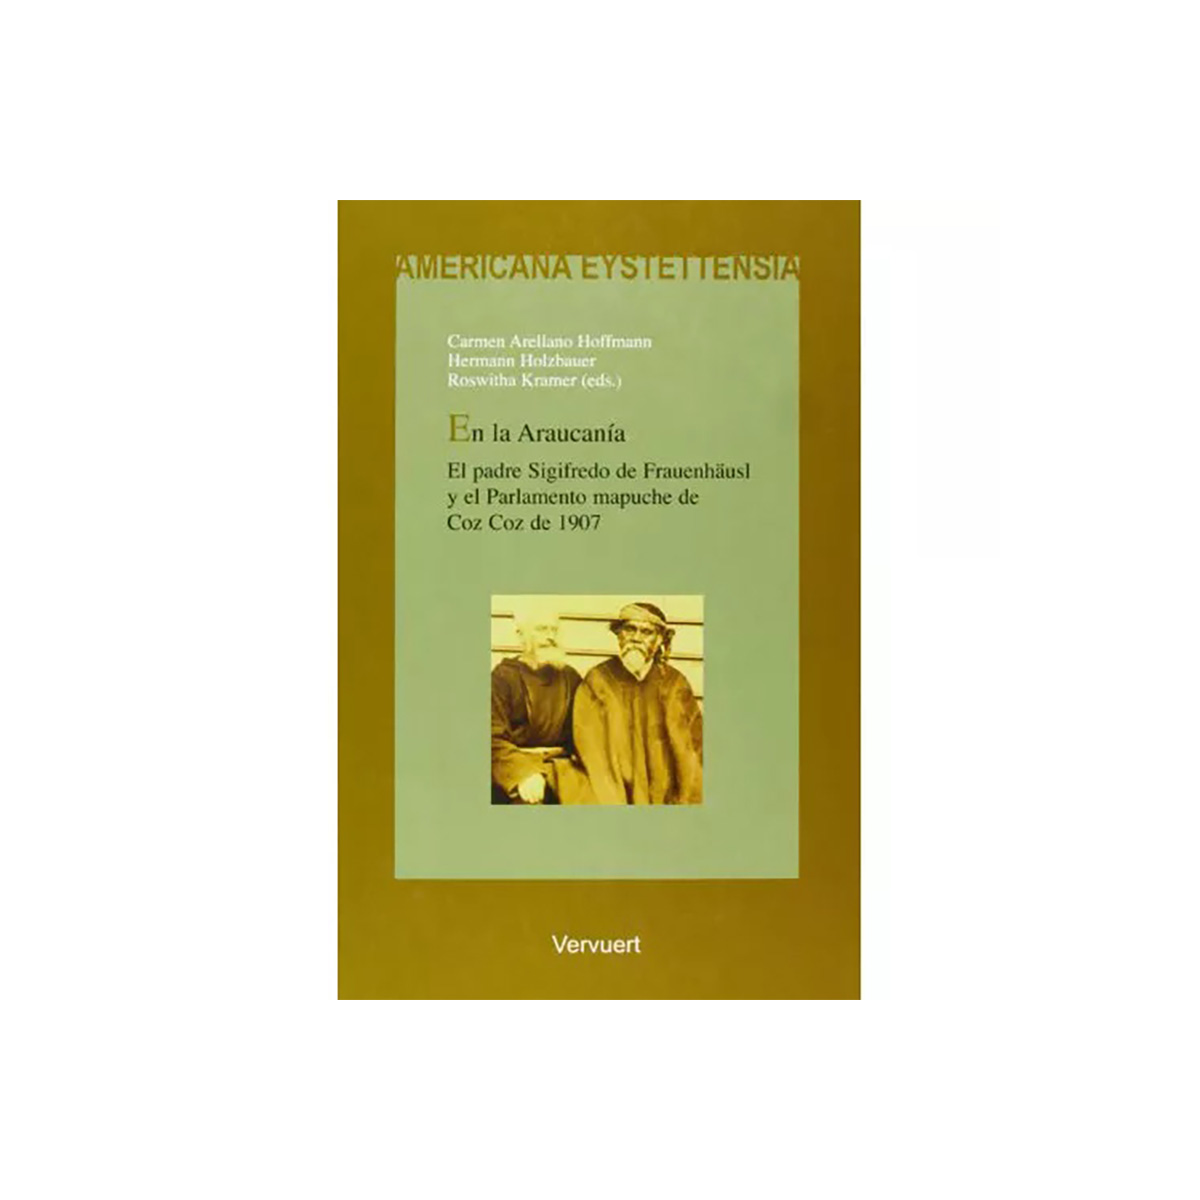 AMERICANA EYSTETTENSIA
Carmen Arellano Hoffmann
Hermann Holzbauer
Roswitha Kramer (eds.)
En la Araucanía
El padre Sigifredo de Frauenhäusl
y el Parlamento mapuche de
Coz Coz de 1907
Vervuert